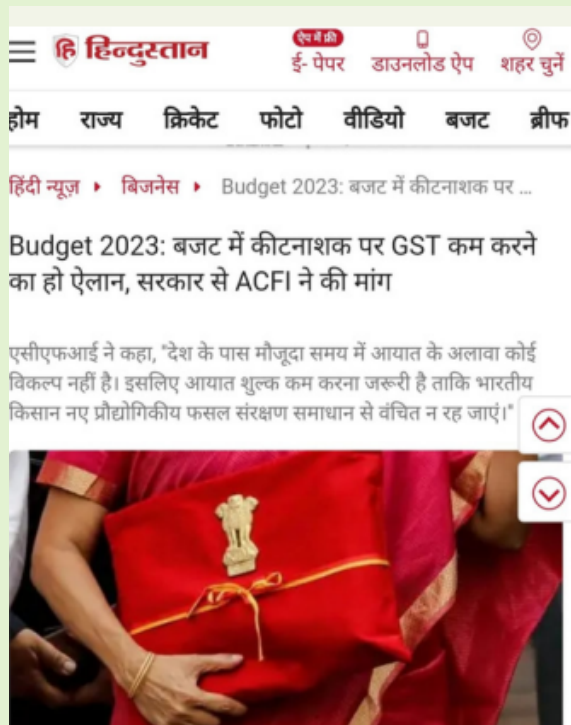 हि हिन्दुस्तान
ऐप में फ्री
ई- पेपर
डाउनलोड ऐप
शहर चुनें
होम राज्य क्रिकेट फोटो वीडियो बजट ब्रीफ
हिंदी न्यूज़ बिजनेस Budget 2023: बजट में कीटनाशक पर ...
Budget 2023: बजट में कीटनाशक पर GST कम करने
का हो ऐलान, सरकार से ACFI ने की मांग
एसीएफआई ने कहा, "देश के पास मौजूदा समय में आयात के अलावा कोई
विकल्प नहीं है। इसलिए आयात शुल्क कम करना जरूरी है ताकि भारतीय
किसान नए प्रौद्योगिकीय फसल संरक्षण समाधान से वंचित न रह जाएं।"